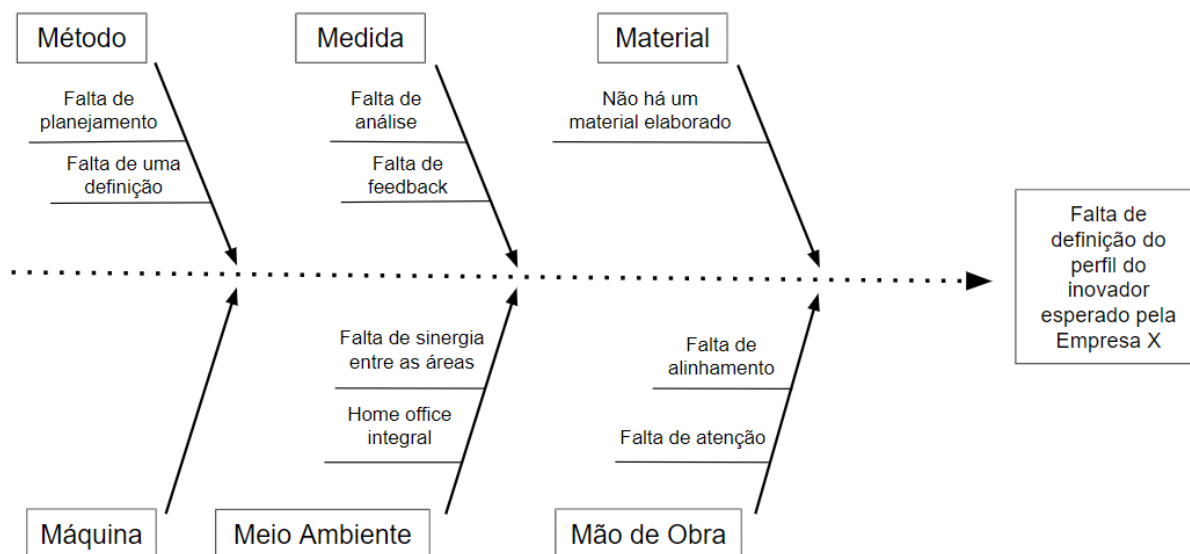 Método
Medida
Material
Falta de
planejamento
Falta de uma
definição
Falta de
análise
Falta de
feedback
Não há um
material elaborado
Falta de
definição do
perfil do
inovador
esperado pela
Empresa X
Falta de sinergia
entre as áreas
Home office
integral
Falta de
alinhamento
Falta de atenção
Máquina
Meio Ambiente
Mão de Obra